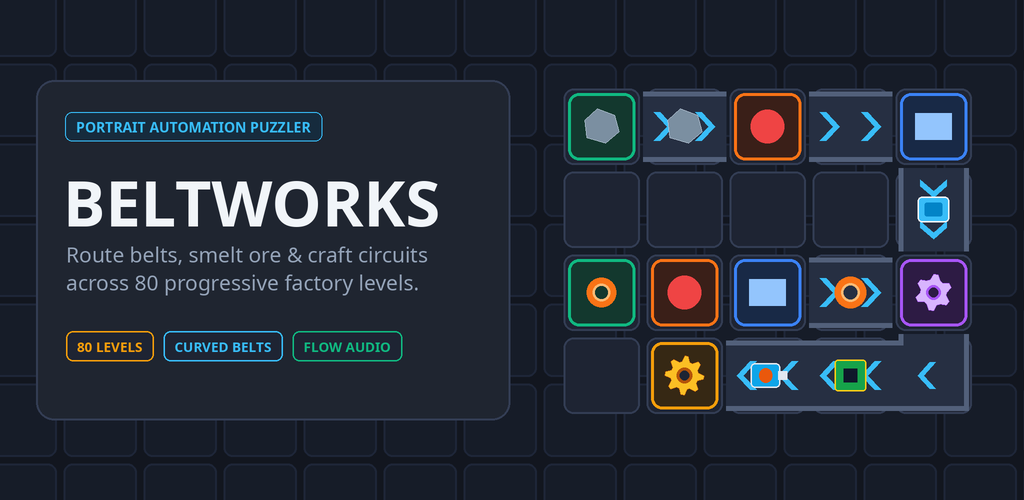 PORTRAIT AUTOMATION PUZZLER
BELTWORKS
Route belts, smelt ore & craft circuits
across 80 progressive factory levels.
80 LEVELS
CURVED BELTS
FLOW AUDIO